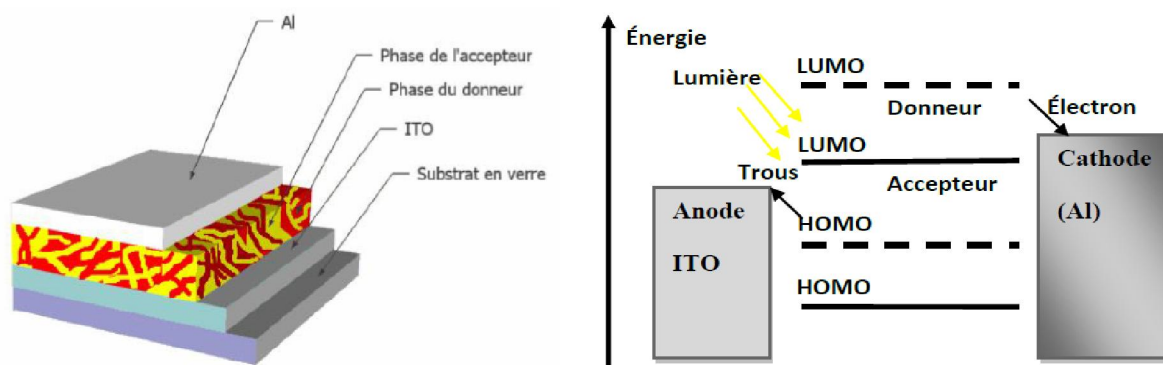 Al
Phase de l'accepteur
Phase du donneur
ITO
Substrat en verre
Énergie
Lumière
LUMO
Donneur
Électron
LUMO
Trous
Accepteur
Cathode
(Al)
Anode
ITO
HOMO
HOMO